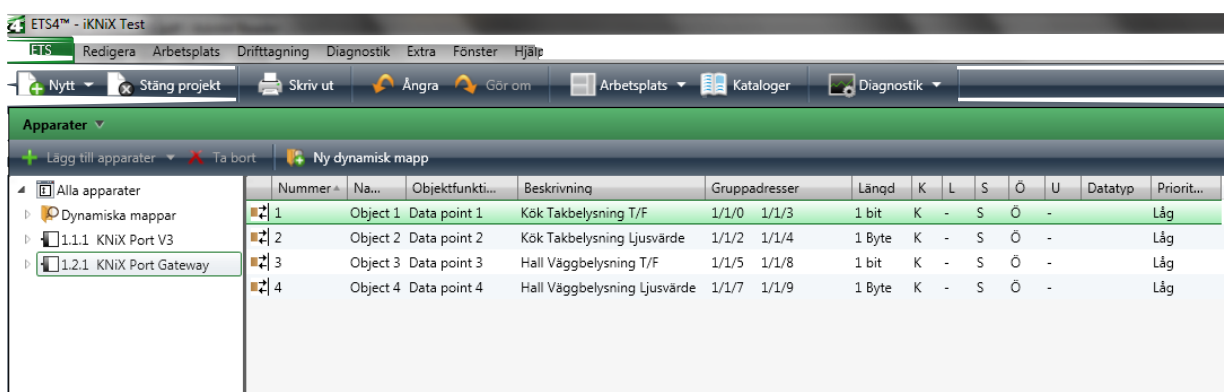 ETS4™ - iKNiX Test
ETS Redigera Arbetsplats Drifttagning Diagnostik Extra Fönster Hjälp
Nytt Stäng projekt Skriv ut Ångra Gör om Arbetsplats Kataloger Diagnostik
Apparater
Lägg till apparater Ta bort Ny dynamisk mapp
Alla apparater
Dynamiska mappar
1.1.1 KNiX Port V3
1.2.1 KNiX Port Gateway
Nummer Na... Objektfunkti... Beskrivning Gruppadresser Längd K L S Ö U Datatyp Priorit...
1 Object 1 Data point 1 Kök Takbelysning T/F 1/1/0 1/1/3 1 bit K - S Ö - Låg
2 Object 2 Data point 2 Kök Takbelysning Ljusvärde 1/1/2 1/1/4 1 Byte K - S Ö - Låg
3 Object 3 Data point 3 Hall Väggbelysning T/F 1/1/5 1/1/8 1 bit K - S Ö - Låg
4 Object 4 Data point 4 Hall Väggbelysning Ljusvärde 1/1/7 1/1/9 1 Byte K - S Ö - Låg